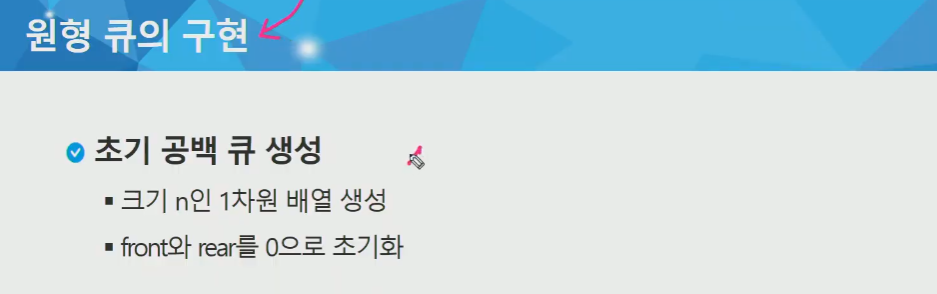 원형 큐의 구현
초기 공백 큐 생성
크기 n인 1차원 배열 생성
front와 rear를 0으로 초기화